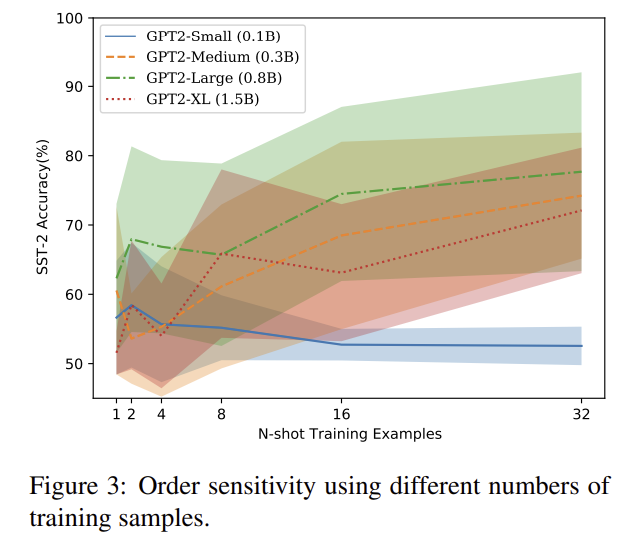 100
90
80
70
60
50
SST-2 Accuracy(%)
GPT2-Small (0.1B)
GPT2-Medium (0.3B)
GPT2-Large (0.8B)
GPT2-XL (1.5B)
1 2 4 8 16 32
N-shot Training Examples
Figure 3: Order sensitivity using different numbers of
training samples.